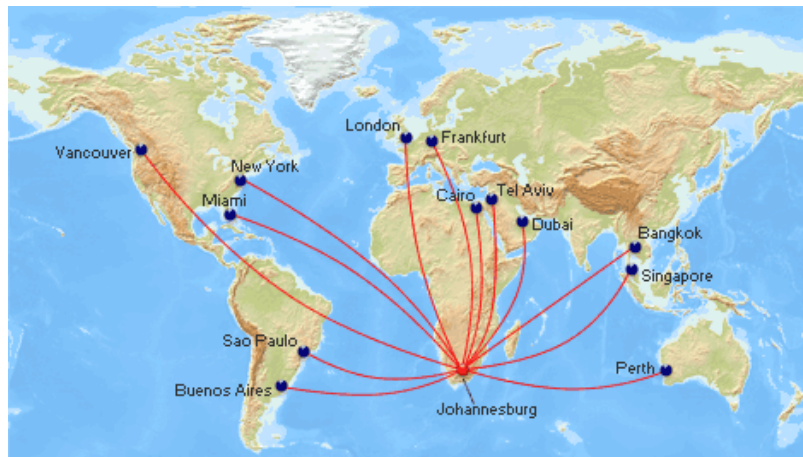 London
Frankfurt
Vancouver
New York
Miami
Cairo
Tel Aviv
Dubai
Bangkok
Singapore
Sao Paulo
Perth
Buenos Aires
Johannesburg